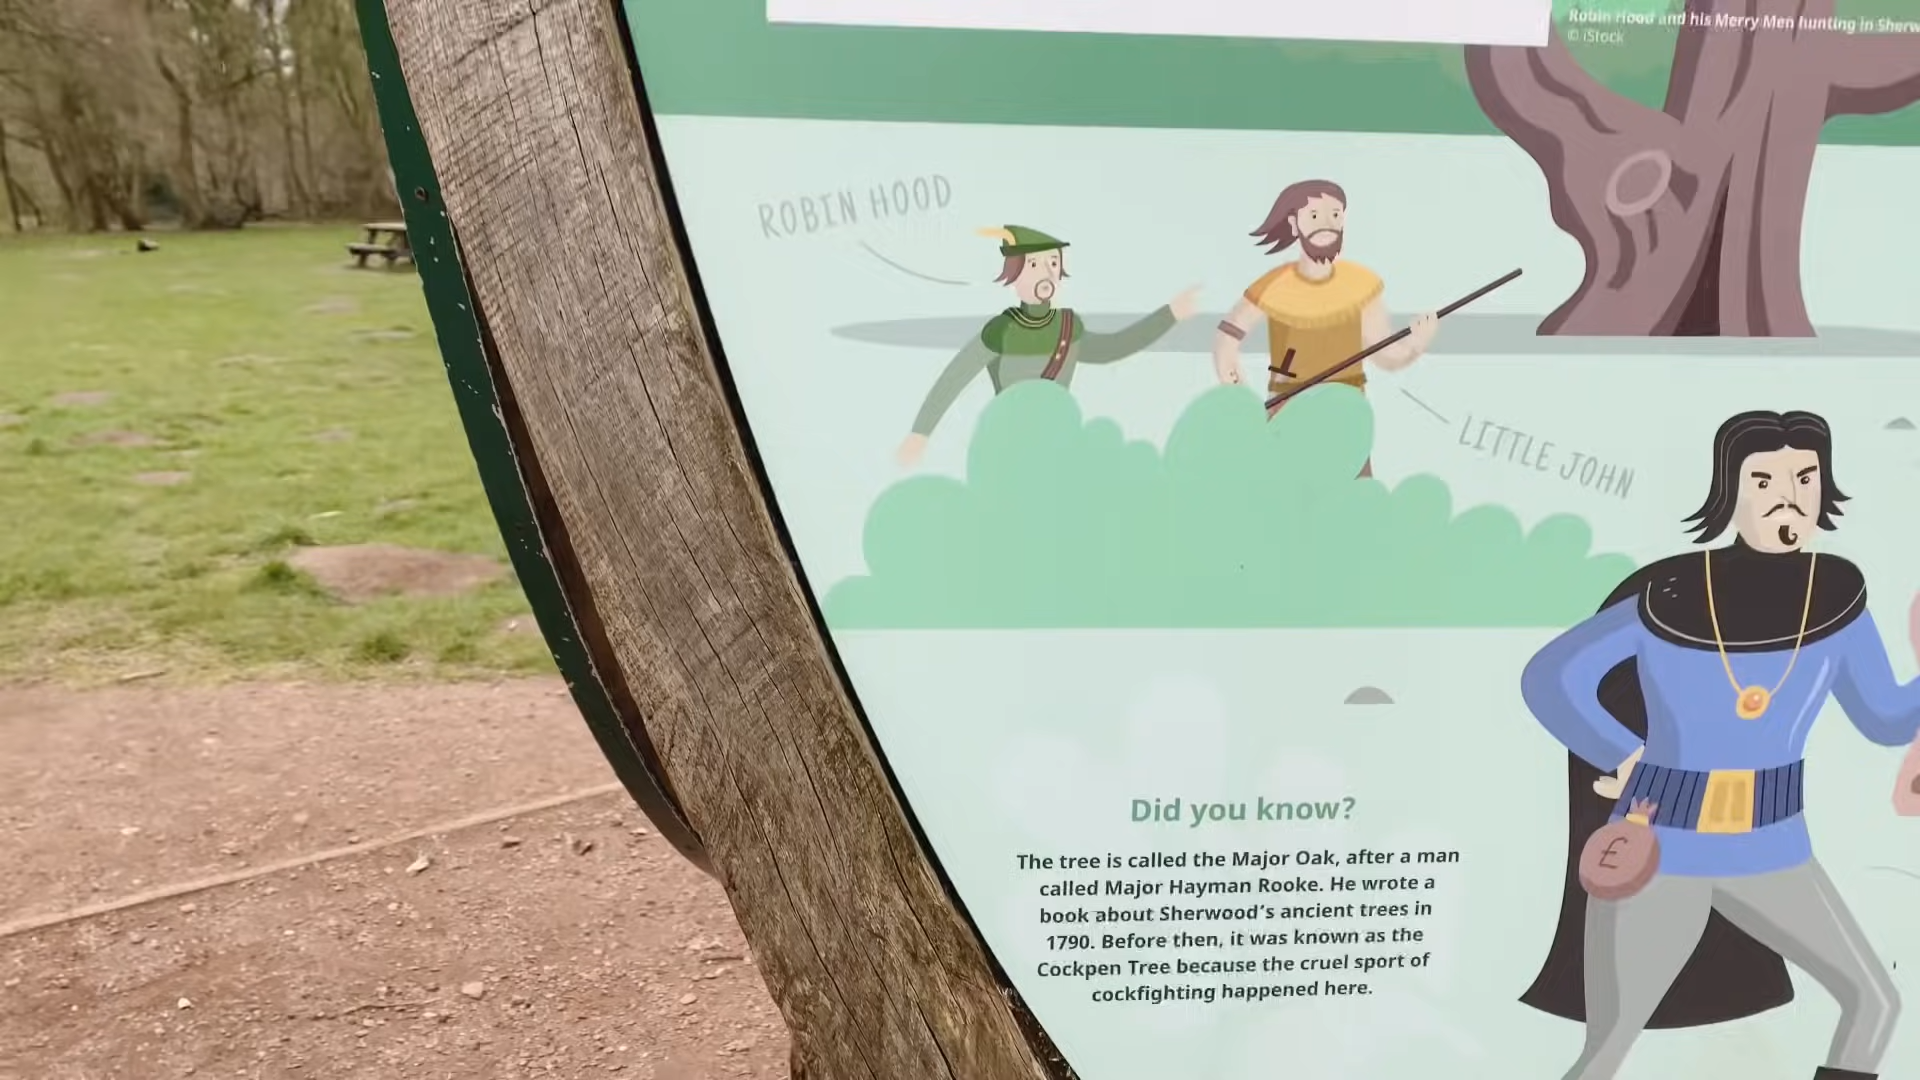 Robin Hood and his Merry Men hunting in Sherw
© iStock
ROBIN HOOD
LITTLE JOHN
£
Did you know?
The tree is called the Major Oak, after a man
called Major Hayman Rooke. He wrote a
book about Sherwood's ancient trees in
1790. Before then, it was known as the
Cockpen Tree because the cruel sport of
cockfighting happened here.